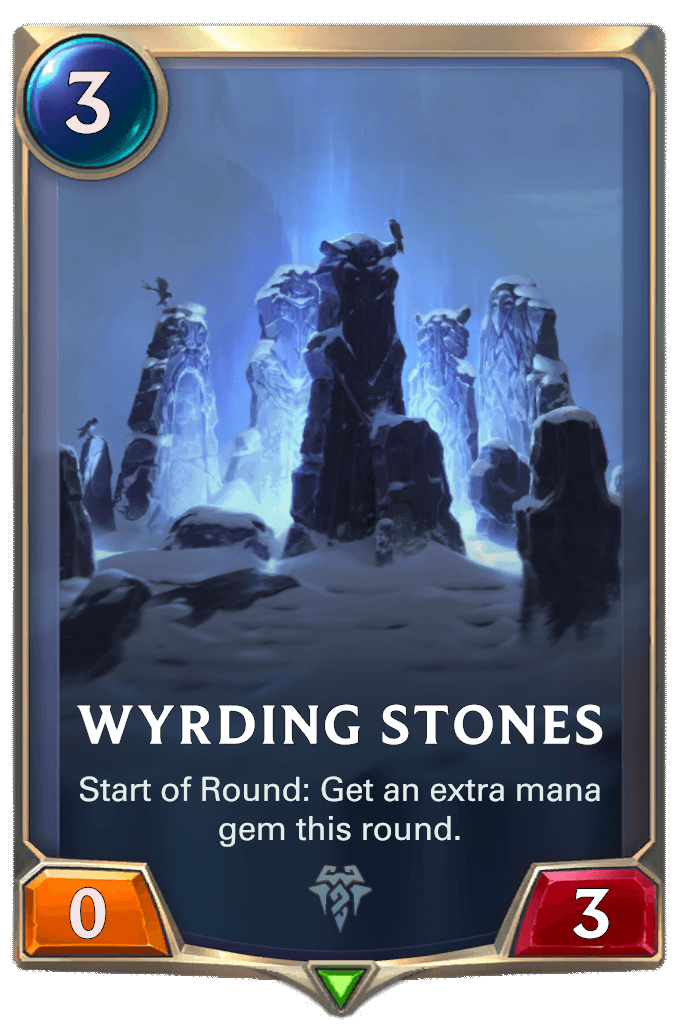 3
WYRDING STONES
Start of Round: Get an extra mana
gem this round.
0
3